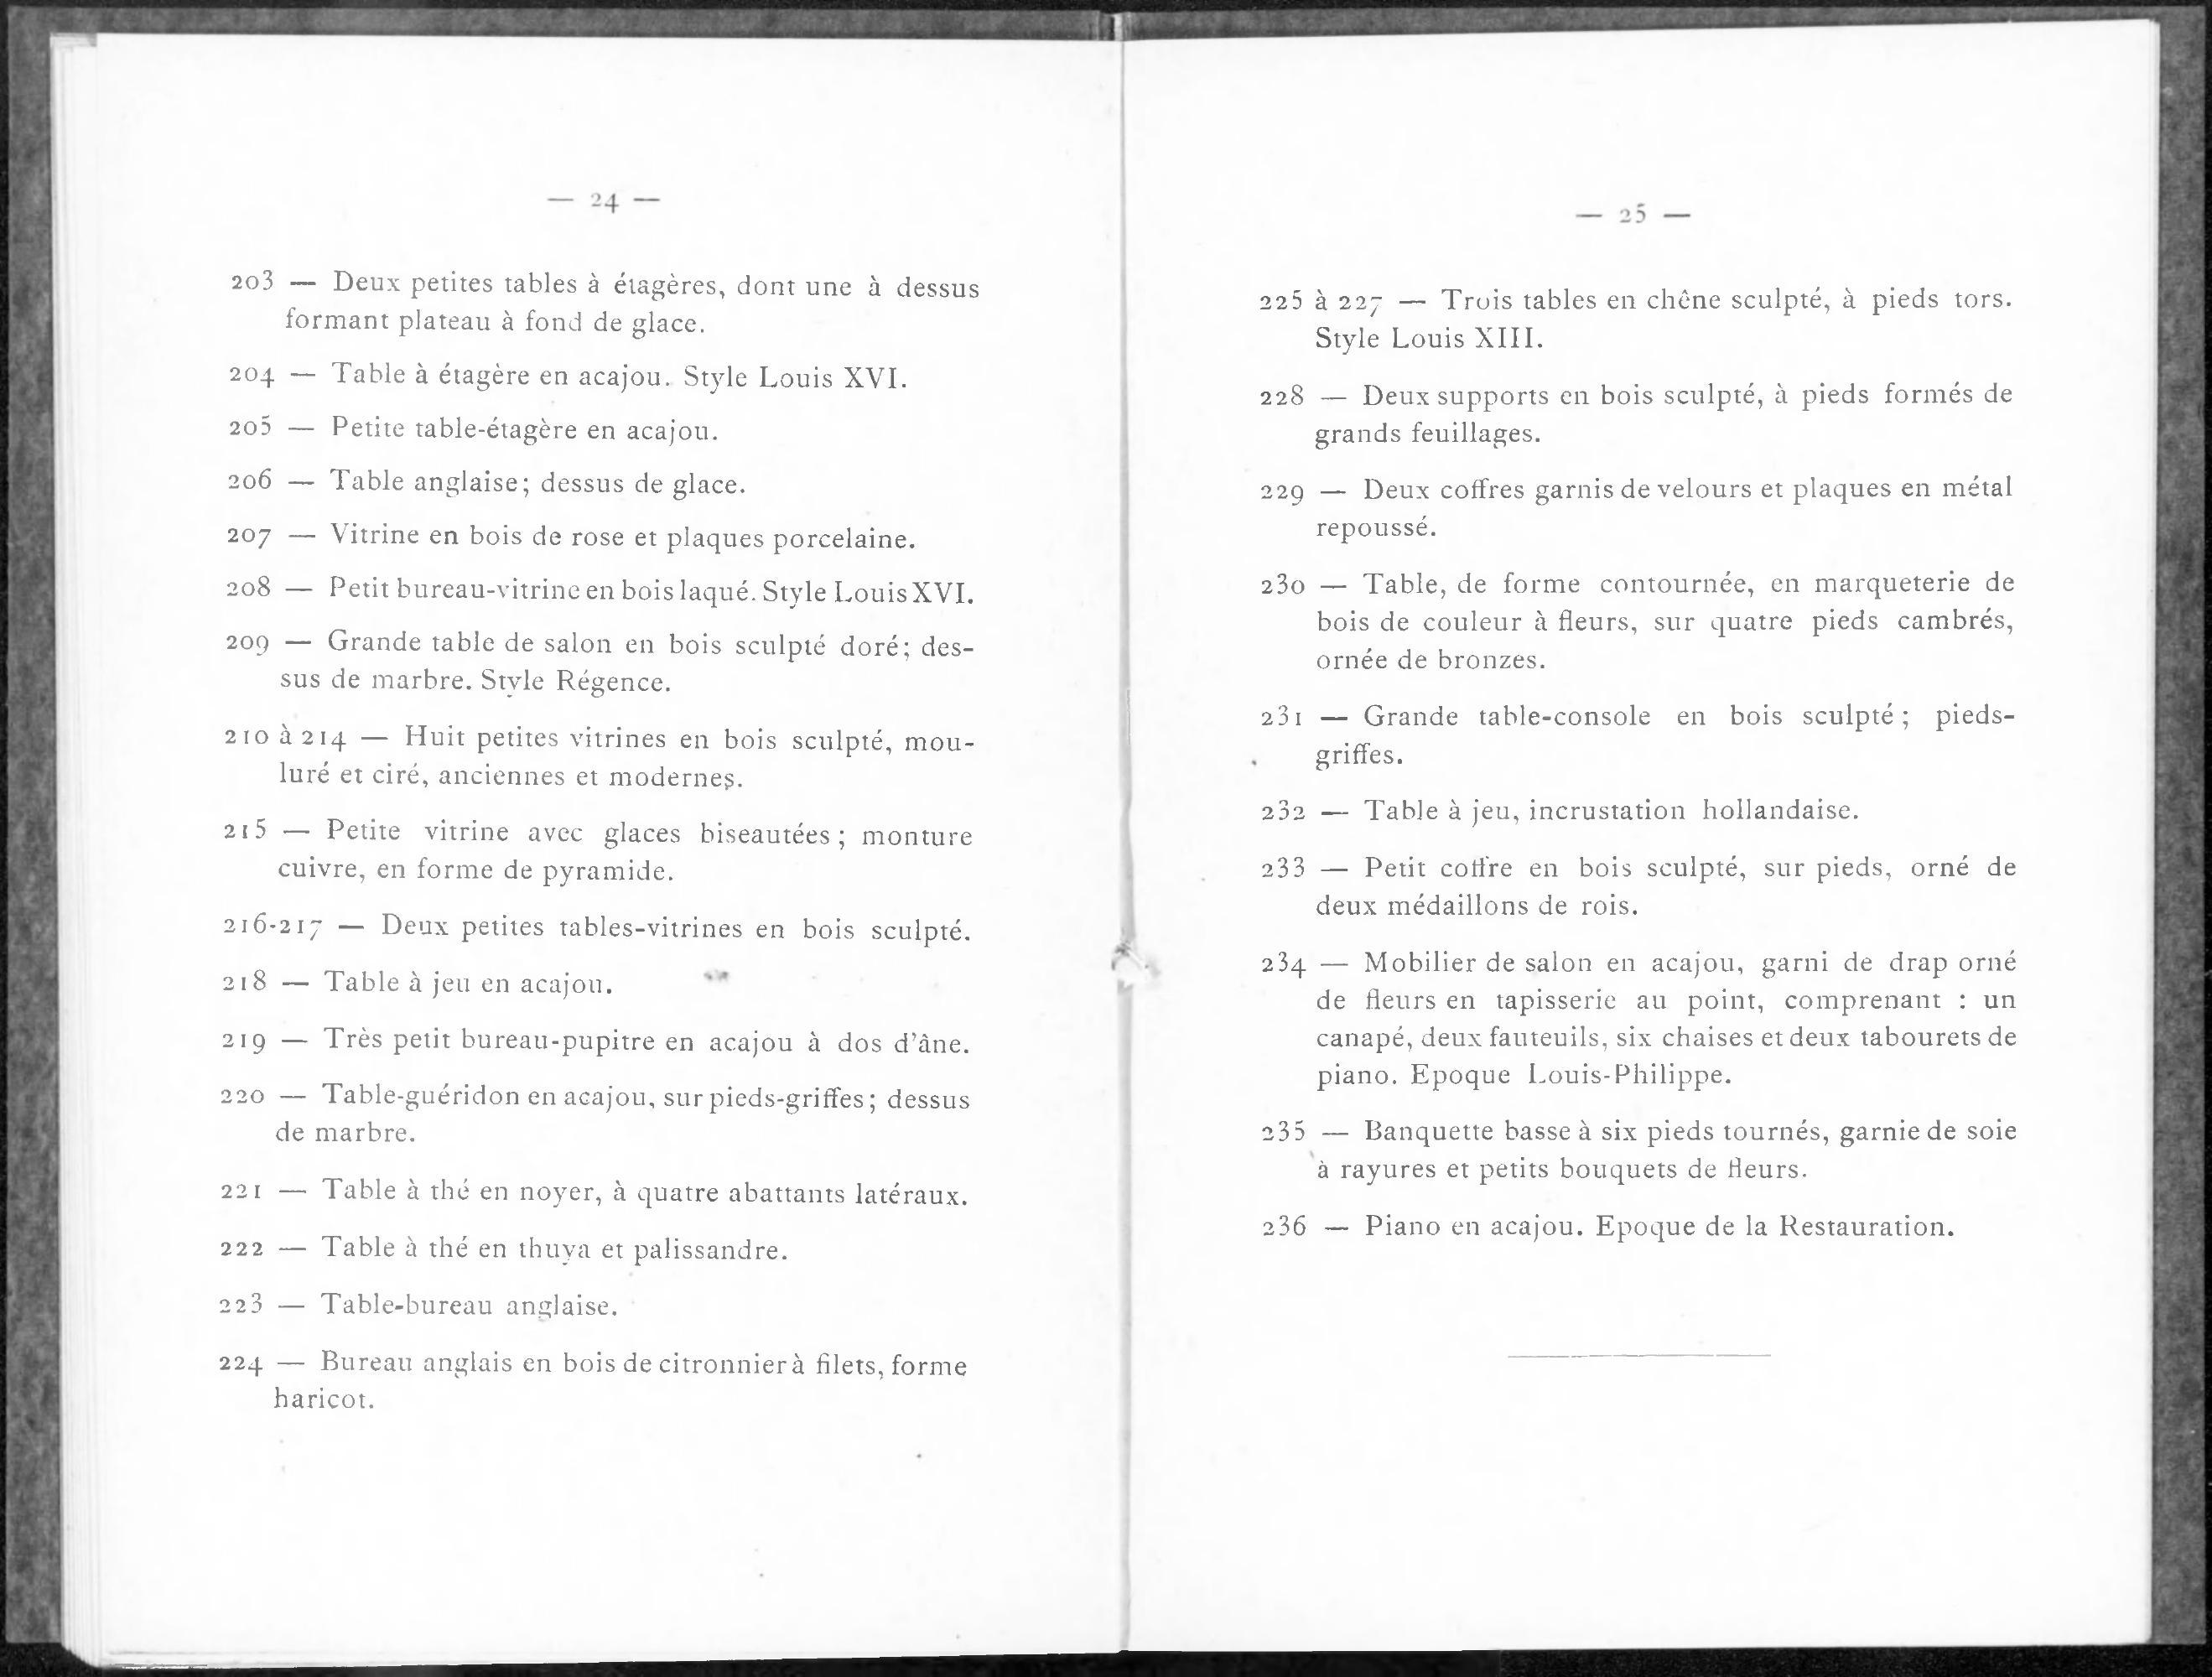 — 24 —
203 — Deux petites tables à étagères, dont une à dessus
formant plateau à fond de glace.
204 — Table à étagère en acajou. Style Louis XVI.
205 — Petite table-étagère en acajou.
206 — Table anglaise; dessus de glace.
207 — Vitrine en bois de rose et plaques porcelaine.
208 — Petit bureau-vitrine en bois laqué. Style Louis XVI.
209 — Grande table de salon en bois sculpté doré; des-
sus de marbre. Style Régence.
210 à 214 — Huit petites vitrines en bois sculpté, mou-
luré et ciré, anciennes et modernes.
215 — Petite vitrine avec glaces biseautées; monture
cuivre, en forme de pyramide.
216-217 — Deux petites tables-vitrines en bois sculpté.
218 — Table à jeu en acajou.
219 — Très petit bureau-pupitre en acajou à dos d'âne.
220 — Table-guéridon en acajou, sur pieds-griffes; dessus
de marbre.
221 — Table à thé en noyer, à quatre abattants latéraux.
222 — Table à thé en thuya et palissandre.
223 — Table-bureau anglaise.
224 — Bureau anglais en bois de citronnier à filets, forme
haricot.
— 25 —
225 à 227 — Trois tables en chêne sculpté, à pieds tors.
Style Louis XIII.
228 — Deux supports en bois sculpté, à pieds formés de
grands feuillages.
229 — Deux coffres garnis de velours et plaques en métal
repoussé.
230 — Table, de forme contournée, en marqueterie de
bois de couleur à fleurs, sur quatre pieds cambrés,
ornée de bronzes.
231 — Grande table-console en bois sculpté; pieds-
griffes.
232 — Table à jeu, incrustation hollandaise.
233 — Petit coffre en bois sculpté, sur pieds, orné de
deux médaillons de rois.
234 — Mobilier de salon en acajou, garni de drap orné
de fleurs en tapisserie au point, comprenant : un
canapé, deux fauteuils, six chaises et deux tabourets de
piano. Epoque Louis-Philippe.
235 — Banquette basse à six pieds tournés, garnie de soie
à rayures et petits bouquets de fleurs.
236 — Piano en acajou. Epoque de la Restauration.